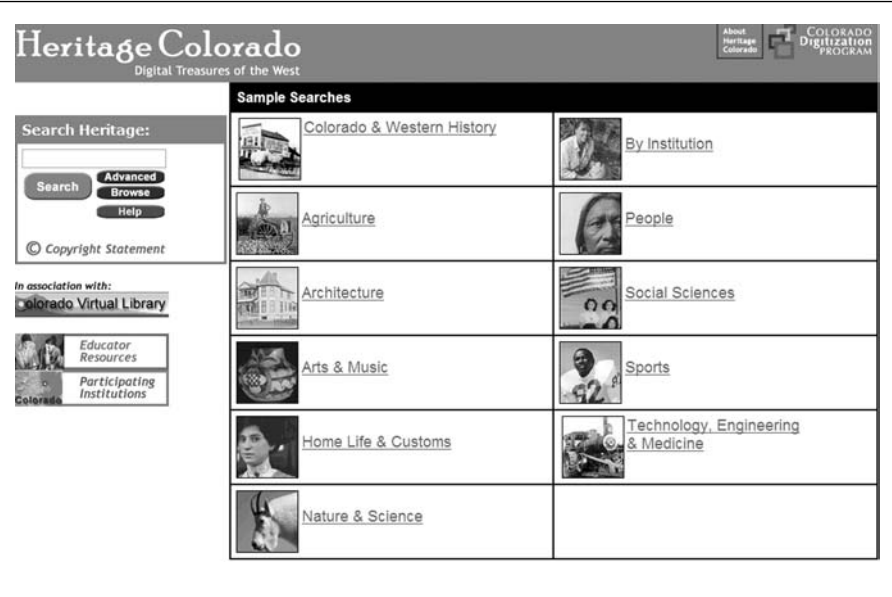 Heritage Colorado
Digital Treasures of the West
About
Heritage
Colorado
COLORADO
DIGITIZATION
PROGRAM
Sample Searches
Search Heritage:
Search
Advanced
Browse
Help
© Copyright Statement
In association with:
olorado Virtual Library
Educator
Resources
Participating
Institutions
Colorado
Colorado & Western History
By Institution
Agriculture
People
Architecture
Social Sciences
Arts & Music
Sports
92
Home Life & Customs
Technology, Engineering
& Medicine
Nature & Science